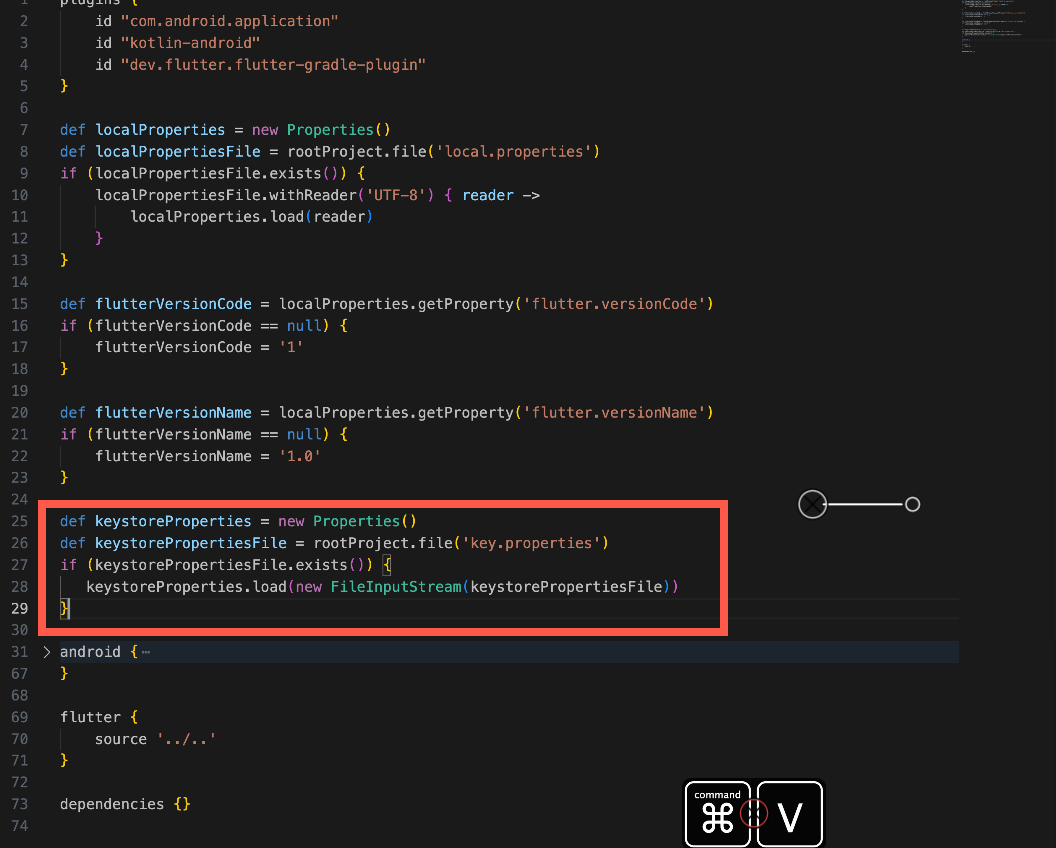 1 plugins {
2 id "com.android.application"
3 id "kotlin-android"
4 id "dev.flutter.flutter-gradle-plugin"
5 }
6
7 def localProperties = new Properties()
8 def localPropertiesFile = rootProject.file('local.properties')
9 if (localPropertiesFile.exists()) {
10 localPropertiesFile.withReader('UTF-8') { reader ->
11 localProperties.load(reader)
12 }
13 }
14
15 def flutterVersionCode = localProperties.getProperty('flutter.versionCode')
16 if (flutterVersionCode == null) {
17 flutterVersionCode = '1'
18 }
19
20 def flutterVersionName = localProperties.getProperty('flutter.versionName')
21 if (flutterVersionName == null) {
22 flutterVersionName = '1.0'
23 }
24
25 def keystoreProperties = new Properties()
26 def keystorePropertiesFile = rootProject.file('key.properties')
27 if (keystorePropertiesFile.exists()) {
28 keystoreProperties.load(new FileInputStream(keystorePropertiesFile))
29 }
30
31 android { ⋯
67 }
68
69 flutter {
70 source '../..'
71 }
72
73 dependencies {}
74
command
⌘ V